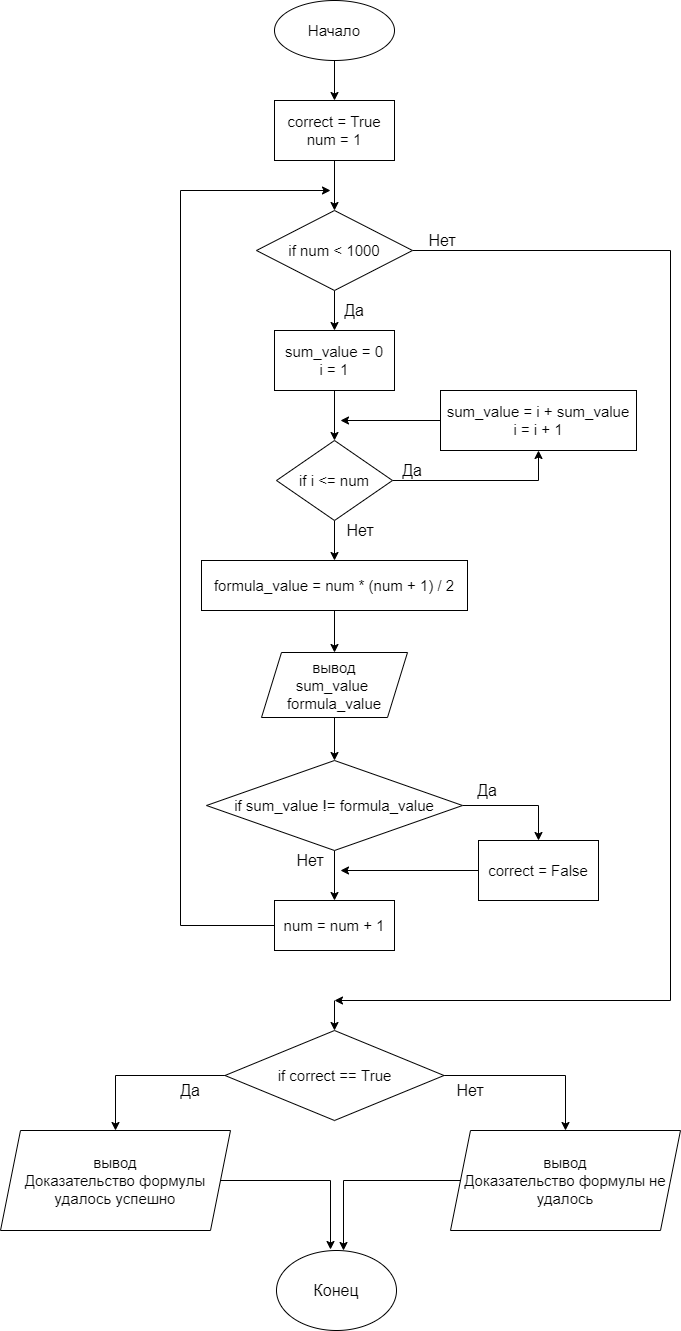 Начало
correct = True
num = 1
if num < 1000
Нет
Да
sum_value = 0
i = 1
sum_value = i + sum_value
i = i + 1
if i <= num
Да
Нет
formula_value = num * (num + 1) / 2
вывод
sum_value
formula_value
if sum_value != formula_value
Да
Нет
correct = False
num = num + 1
if correct == True
Да
Нет
вывод
Доказательство формулы
удалось успешно
вывод
Доказательство формулы не
удалось
Конец